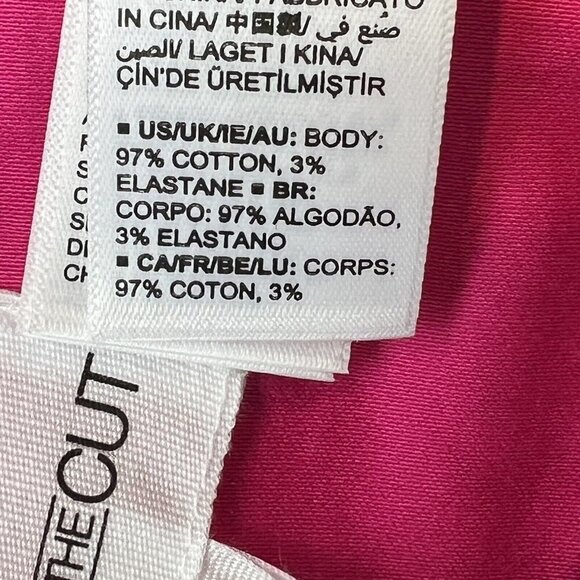 FABRICATO
IN CINA/ 中国制/ صنع في
الصين/ LAGET I KINA/
ÇİN'DE ÜRETİLMİŞTİR
■ US/UK/IE/AU: BODY:
97% COTTON, 3%
ELASTANE ■ BR:
CORPO: 97% ALGODÃO,
3% ELASTANO
■ CA/FR/BE/LU: CORPS:
97% COTON, 3%
THE CUT